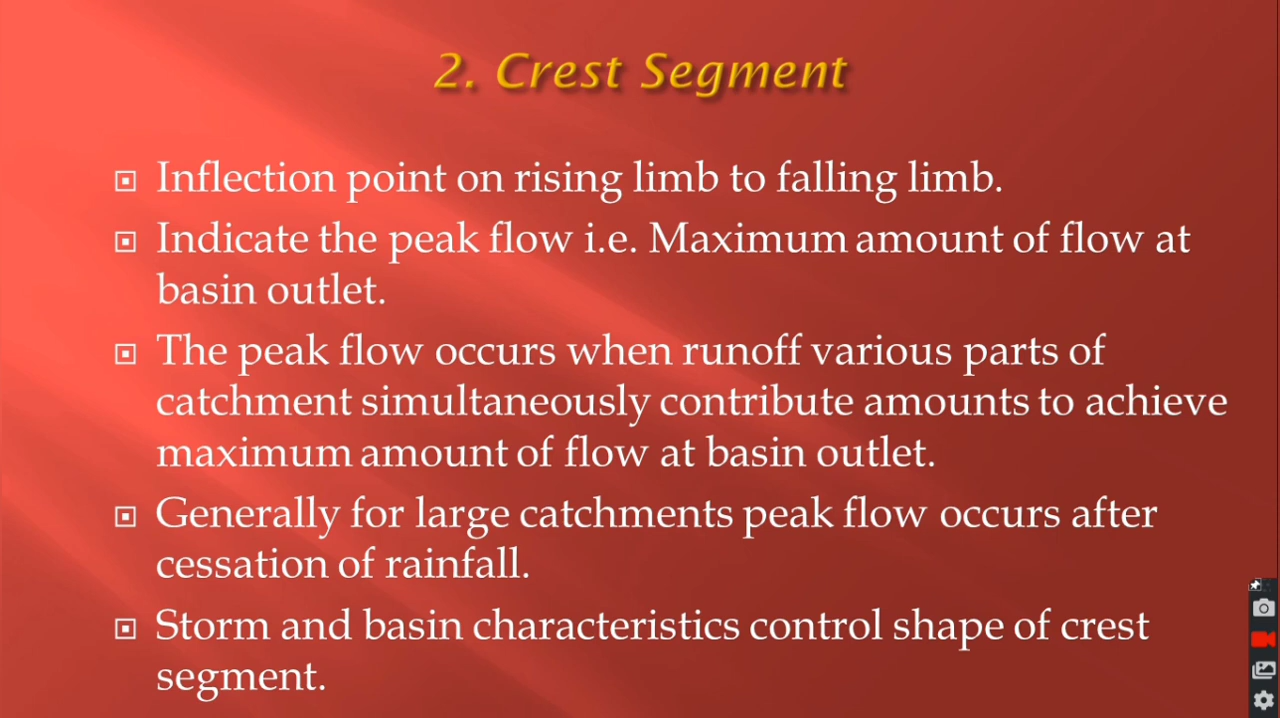 2. Crest Segment
Inflection point on rising limb to falling limb.
Indicate the peak flow i.e. Maximum amount of flow at
basin outlet.
The peak flow occurs when runoff various parts of
catchment simultaneously contribute amounts to achieve
maximum amount of flow at basin outlet.
Generally for large catchments peak flow occurs after
cessation of rainfall.
Storm and basin characteristics control shape of crest
segment.